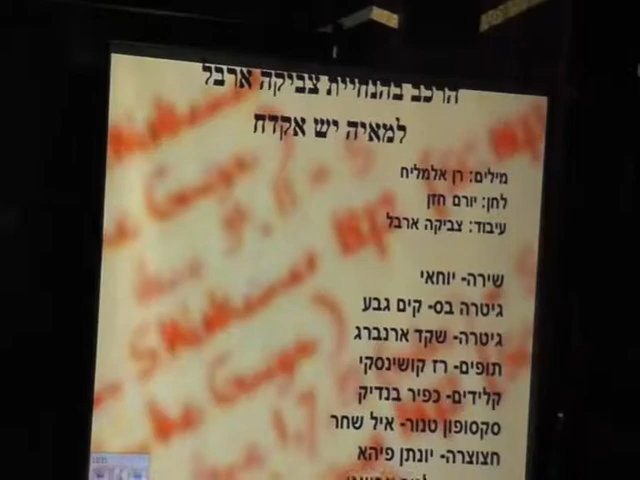 הרכב בהנחיית צביקה ארבל
למאיה יש אקדח
מילים: רן אלמליח
לחן: יורם חזן
עיבוד: צביקה ארבל
שירה- יוחאי
גיטרה בס- קים גבע
גיטרה- שקד ארנברג
תופים- רז קושינסקי
קלידים- כפיר בנדיק
סקסופון טנור- איל שחר
חצוצרה- יונתן פיהא